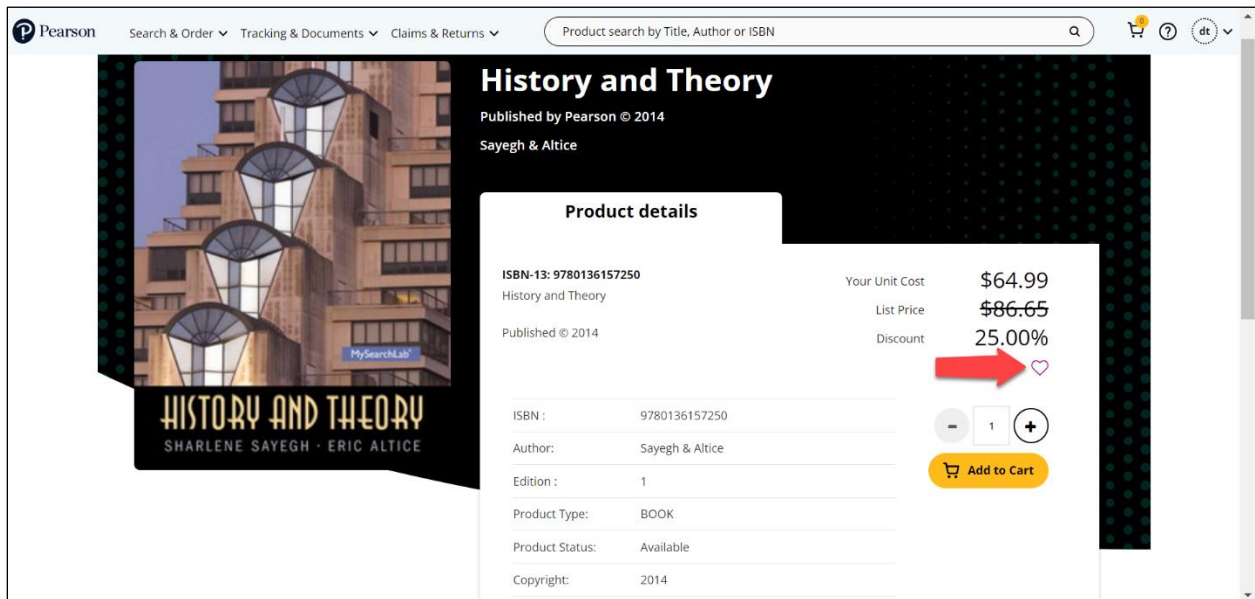 Pearson
Search & Order
Tracking & Documents
Claims & Returns
Product search by Title, Author or ISBN
0
dt
History and Theory
Published by Pearson © 2014
Sayegh & Altice
MySearchLab®
HISTORY AND THEORY
SHARLENE SAYEGH · ERIC ALTICE
Product details
ISBN-13: 9780136157250
History and Theory
Published © 2014
Your Unit Cost $64.99
List Price $86.65
Discount 25.00%
ISBN : 9780136157250
Author: Sayegh & Altice
Edition : 1
Product Type: BOOK
Product Status: Available
Copyright: 2014
- 1 +
Add to Cart